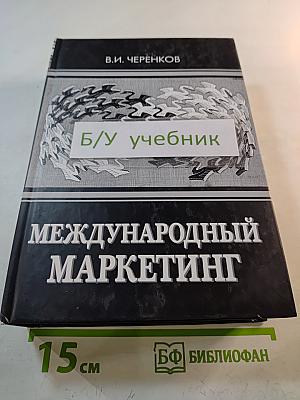 В.И. ЧЕРЕНКОВ
Б/У учебник
МЕЖДУНАРОДНЫЙ
МАРКЕТИНГ
15 см
БФ БИБЛИОФАН